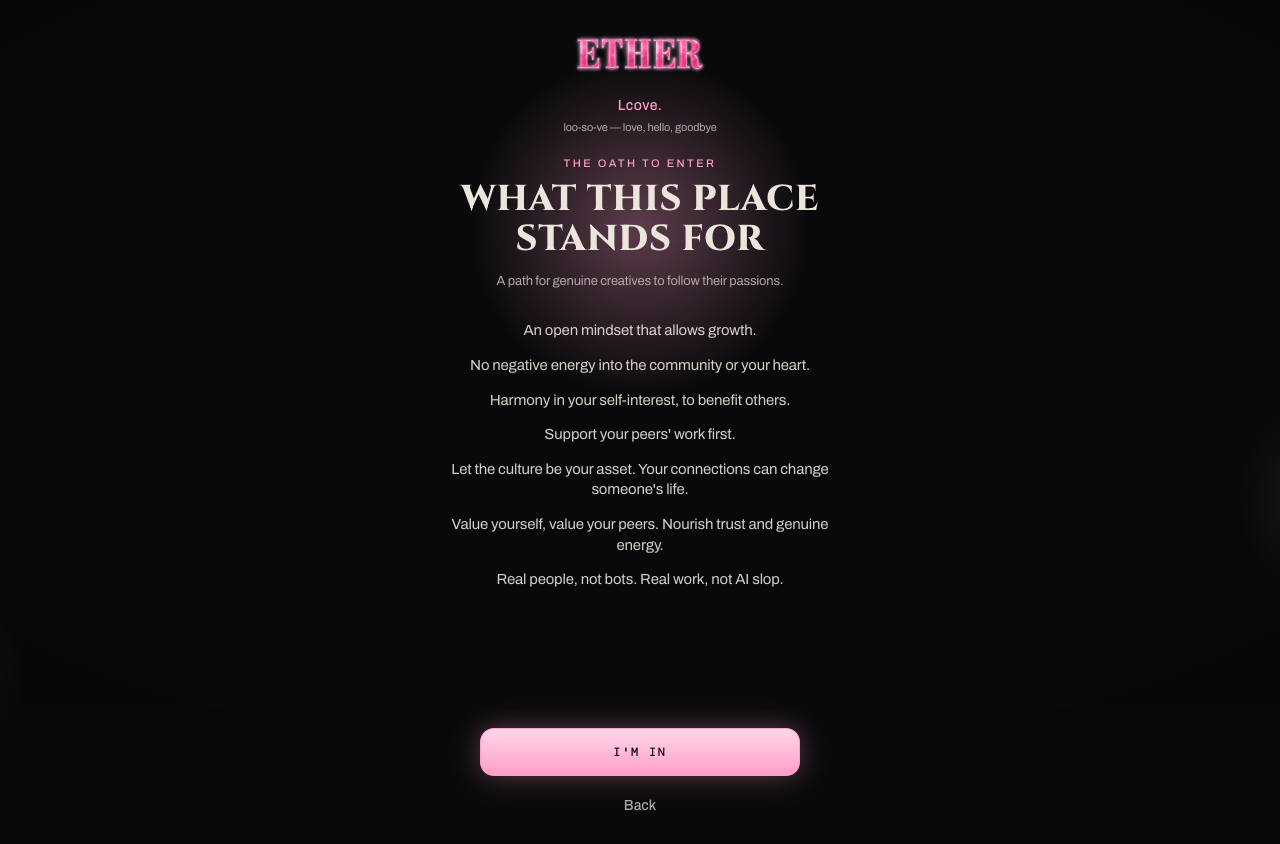 ETHER
Lcove.
loo-so-ve — love, hello, goodbye
THE OATH TO ENTER
WHAT THIS PLACE
STANDS FOR
A path for genuine creatives to follow their passions.
An open mindset that allows growth.
No negative energy into the community or your heart.
Harmony in your self-interest, to benefit others.
Support your peers' work first.
Let the culture be your asset. Your connections can change
someone's life.
Value yourself, value your peers. Nourish trust and genuine
energy.
Real people, not bots. Real work, not AI slop.
I'M IN
Back